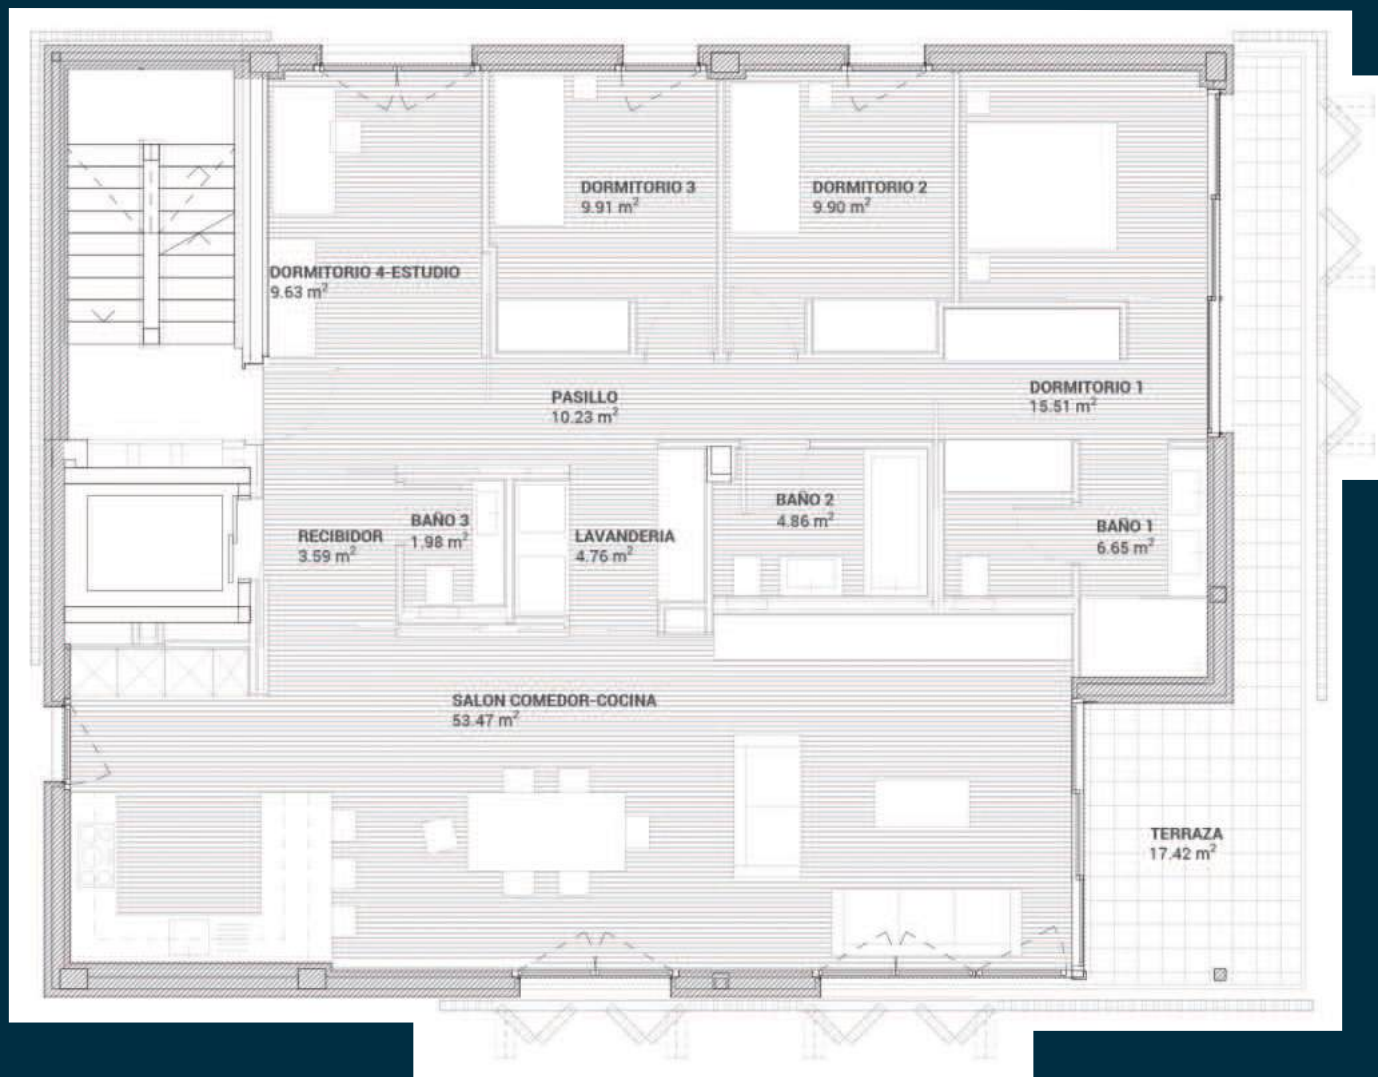 DORMITORIO 3
9.91 m²
DORMITORIO 2
9.90 m²
DORMITORIO 4-ESTUDIO
9.63 m²
PASILLO
10.23 m²
DORMITORIO 1
15.51 m²
RECIBIDOR
3.59 m²
BAÑO 3
1.98 m²
LAVANDERIA
4.76 m²
BAÑO 2
4.86 m²
BAÑO 1
6.65 m²
SALON COMEDOR-COCINA
53.47 m²
TERRAZA
17.42 m²